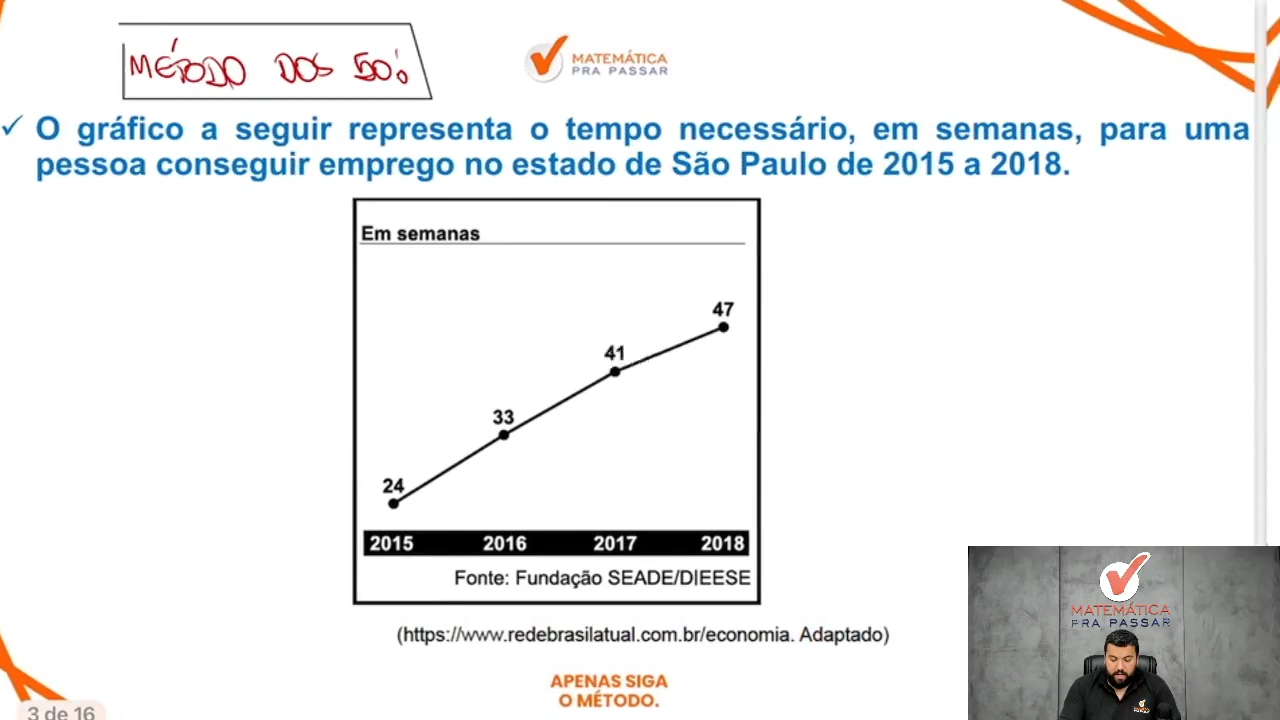 MÉTODO DOS 50%
MATEMÁTICA
PRA PASSAR
✓ O gráfico a seguir representa o tempo necessário, em semanas, para uma
pessoa conseguir emprego no estado de São Paulo de 2015 a 2018.
Em semanas
47
41
33
24
2015 2016 2017 2018
Fonte: Fundação SEADE/DIEESE
(https://www.redebrasilatual.com.br/economia. Adaptado)
MATEMÁTICA
PRA PASSAR
APENAS SIGA
O MÉTODO.
3 de 16